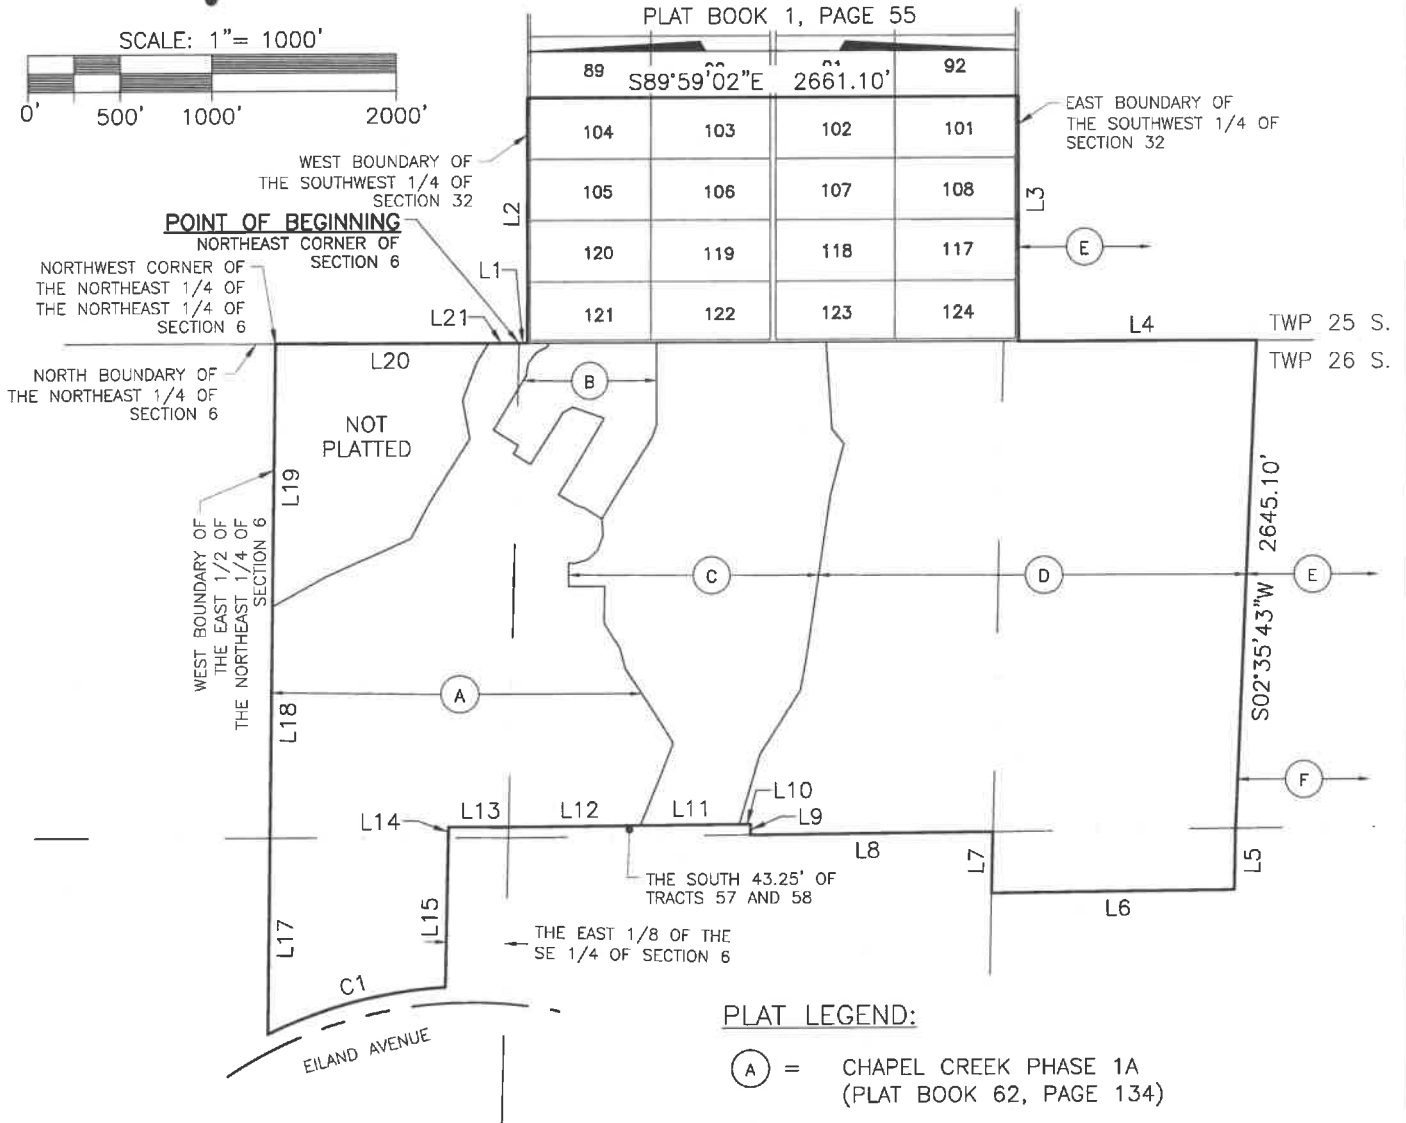 PLAT BOOK 1, PAGE 55
SCALE: 1"= 1000'
0' 500' 1000' 2000'
89 92
S89°59'02"E 2661.10'
104 103 102 101
105 106 107 108
120 119 118 117
121 122 123 124
EAST BOUNDARY OF
THE SOUTHWEST 1/4 OF
SECTION 32
WEST BOUNDARY OF
THE SOUTHWEST 1/4 OF
SECTION 32
L2
L3
POINT OF BEGINNING
NORTHEAST CORNER OF
SECTION 6
E
NORTHWEST CORNER OF
THE NORTHEAST 1/4 OF
THE NORTHEAST 1/4 OF
SECTION 6
L1
L21
L4
TWP 25 S.
TWP 26 S.
L20
NORTH BOUNDARY OF
THE NORTHEAST 1/4 OF
SECTION 6
B
NOT
PLATTED
L19
WEST BOUNDARY OF
THE EAST 1/2 OF
THE NORTHEAST 1/4 OF
SECTION 6
S02°35'43"W 2645.10'
C
D
E
A
L18
F
L10
L9
L11
L12
L13
L14
L8
L7
L5
L6
THE SOUTH 43.25' OF
TRACTS 57 AND 58
L15
THE EAST 1/8 OF THE
SE 1/4 OF SECTION 6
L17
C1
EILAND AVENUE
PLAT LEGEND:
A = CHAPEL CREEK PHASE 1A
(PLAT BOOK 62, PAGE 134)